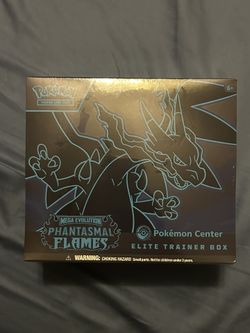 POKÉMON
TRADING CARD GAME
6+
MEGA EVOLUTION
PHANTASMAL
FLAMES
Pokémon Center
ELITE TRAINER BOX
WARNING: CHOKING HAZARD-Small parts. Not for children under 3 years.